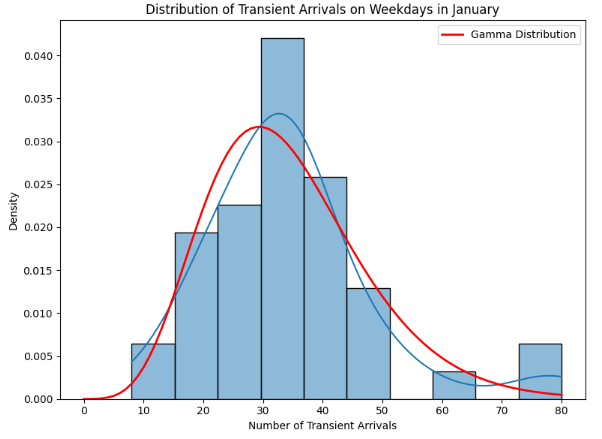 Distribution of Transient Arrivals on Weekdays in January
Gamma Distribution
0.040
0.035
0.030
0.025
0.020
0.015
0.010
0.005
0.000
Density
0 10 20 30 40 50 60 70 80
Number of Transient Arrivals